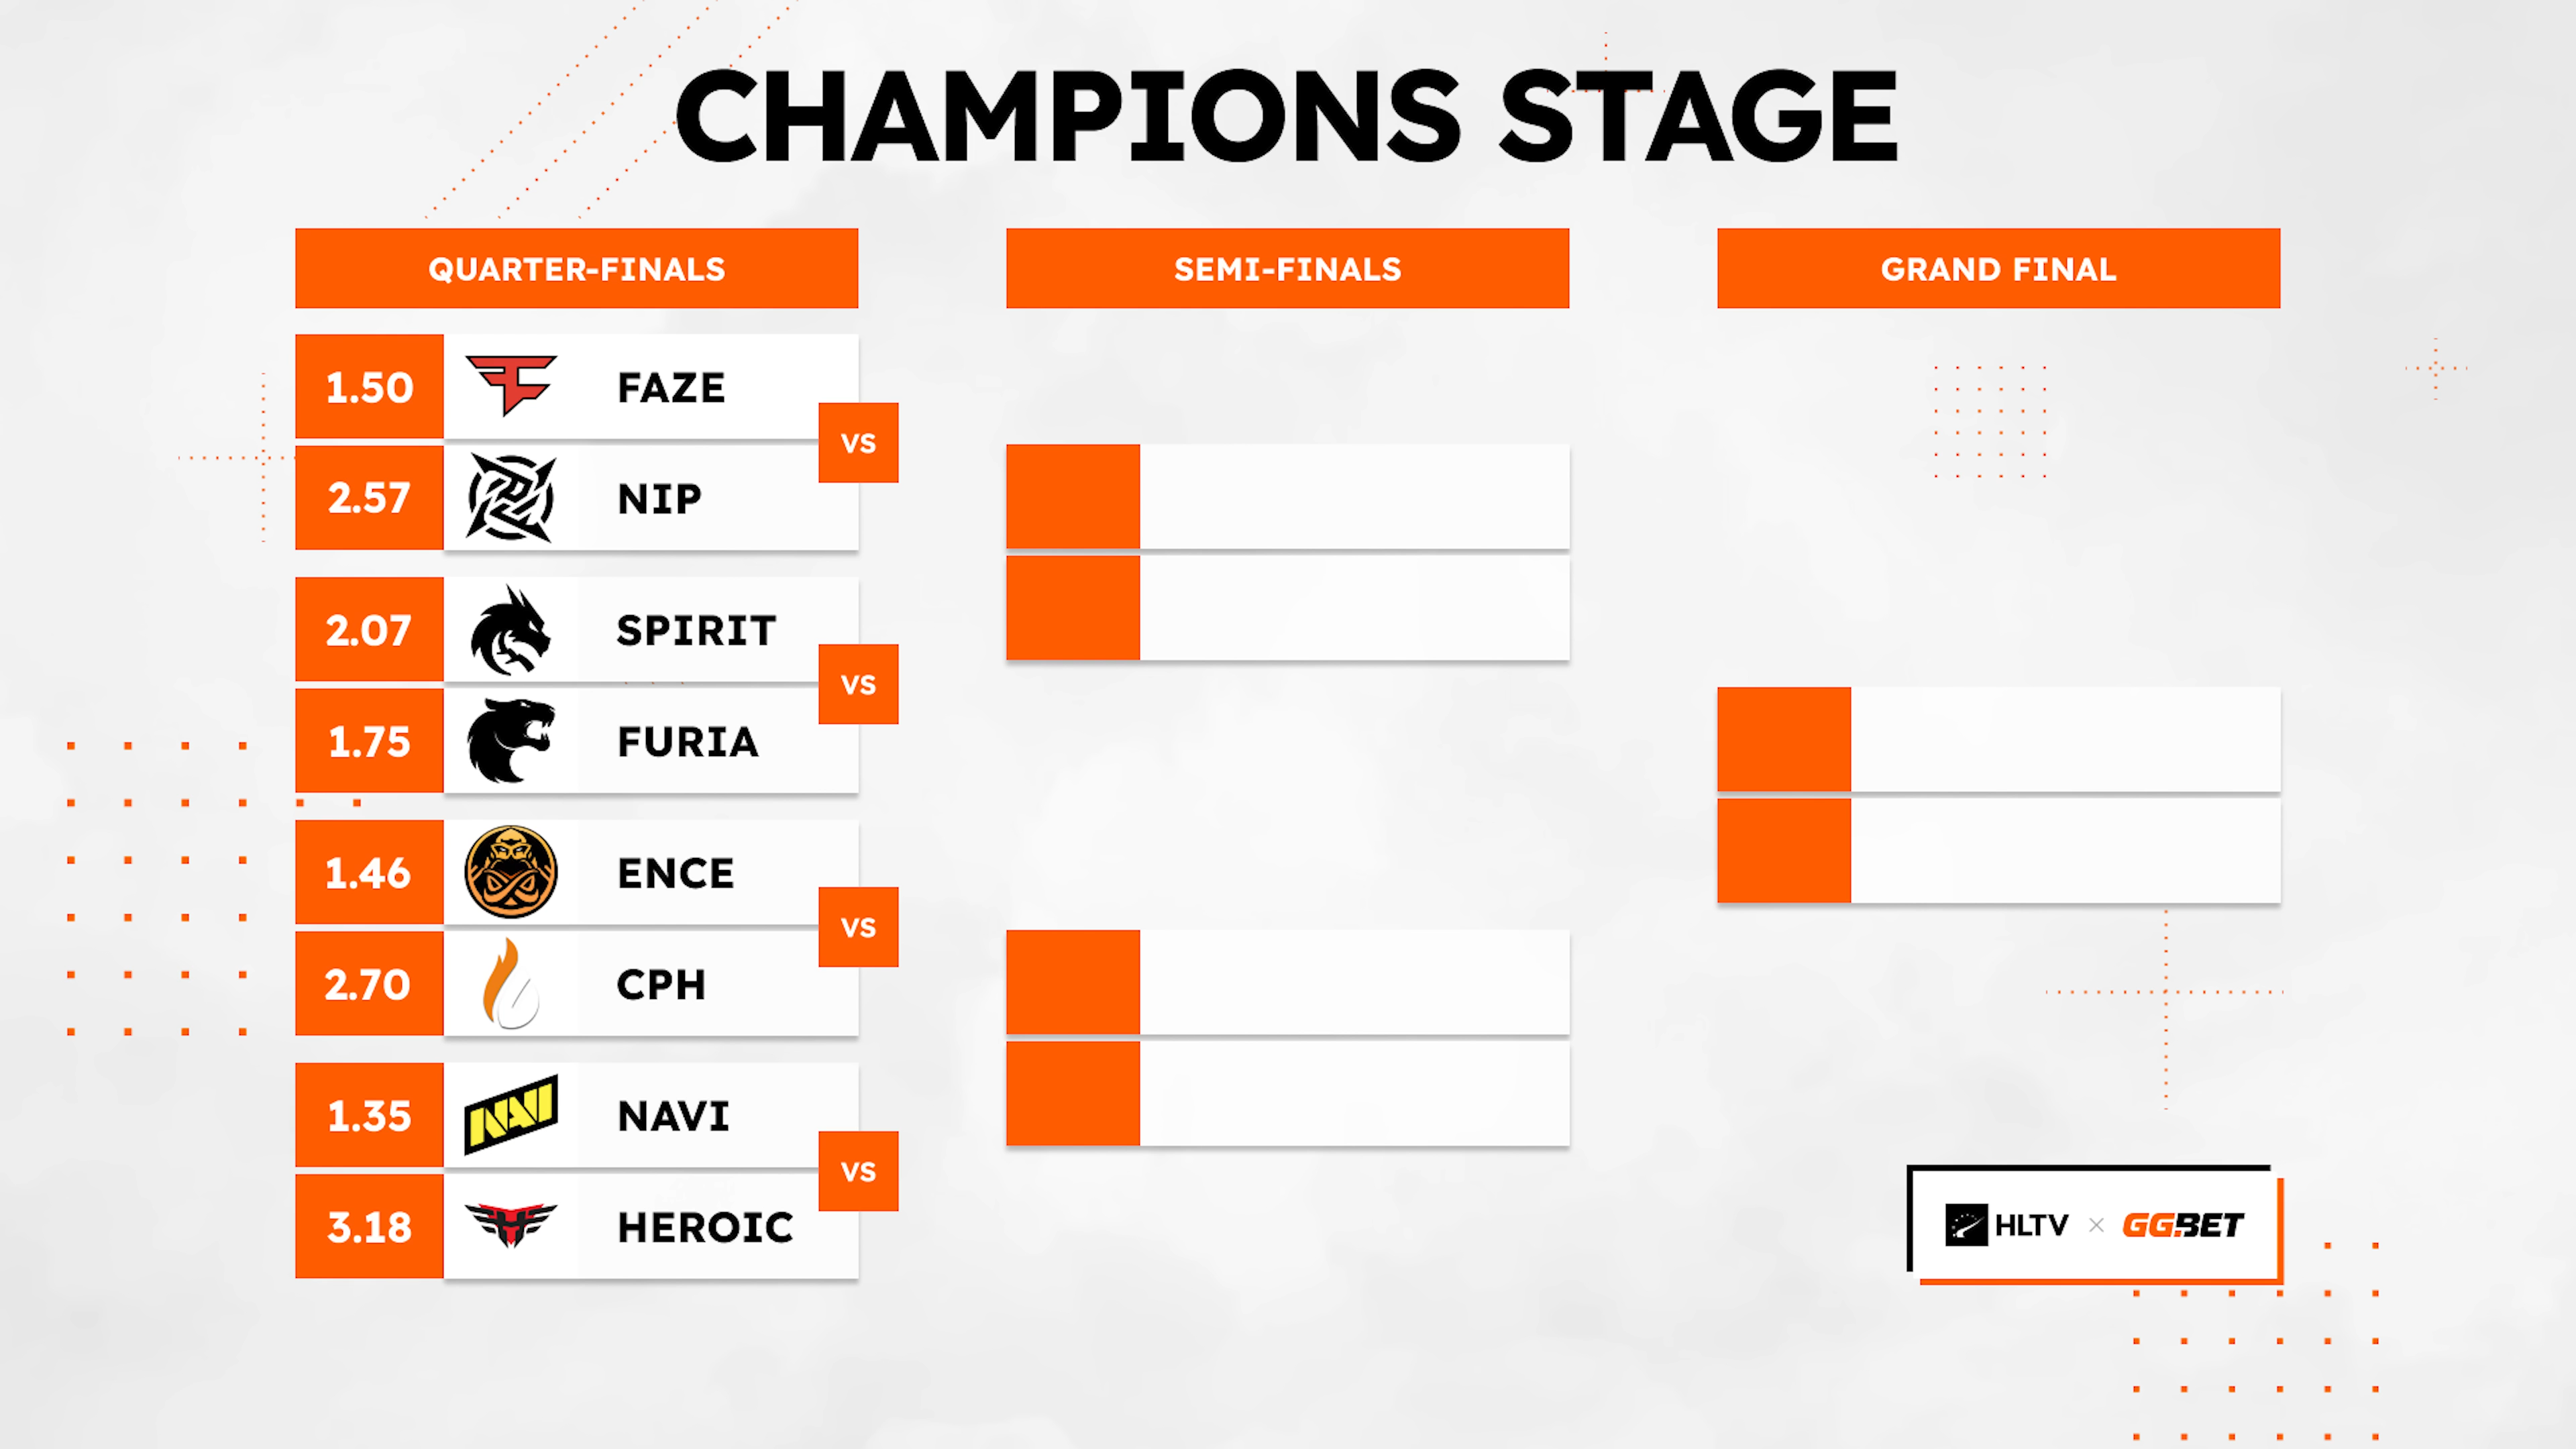 CHAMPIONS STAGE
QUARTER-FINALS
SEMI-FINALS
GRAND FINAL
1.50 FAZE
VS
2.57 NIP
2.07 SPIRIT
VS
1.75 FURIA
1.46 ENCE
VS
2.70 CPH
1.35 NAVI
NAVI
VS
3.18 HEROIC
HLTV × GG.BET